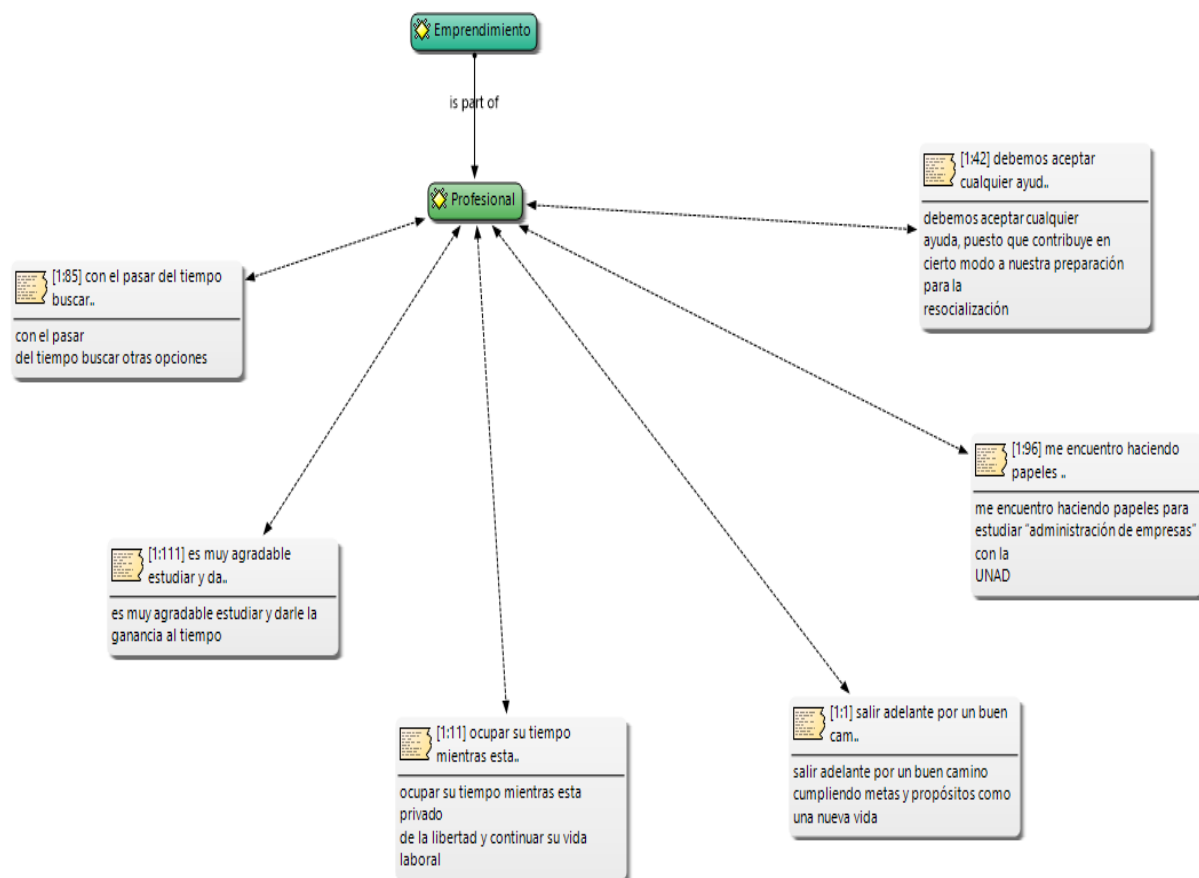 Emprendimiento
is part of
Profesional
[1:42] debemos aceptar
cualquier ayud..
debemos aceptar cualquier
ayuda, puesto que contribuye en
cierto modo a nuestra preparación
para la
resocialización
[1:85] con el pasar del tiempo
buscar..
con el pasar
del tiempo buscar otras opciones
[1:96] me encuentro haciendo
papeles ..
me encuentro haciendo papeles para
estudiar “administración de empresas”
con la
UNAD
[1:111] es muy agradable
estudiar y da..
es muy agradable estudiar y darle la
ganancia al tiempo
[1:11] ocupar su tiempo
mientras esta..
ocupar su tiempo mientras esta
privado
de la libertad y continuar su vida
laboral
[1:1] salir adelante por un buen
cam..
salir adelante por un buen camino
cumpliendo metas y propósitos como
una nueva vida